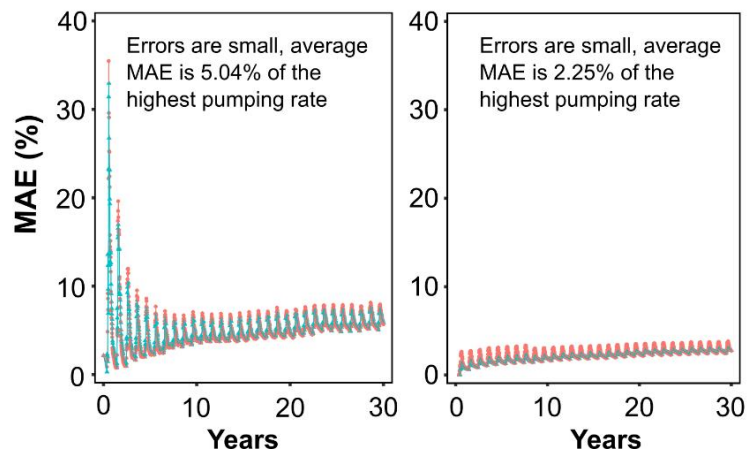 Errors are small, average
MAE is 5.04% of the
highest pumping rate
MAE (%)
40
30
20
10
0
0 10 20 30
Years
Errors are small, average
MAE is 2.25% of the
highest pumping rate
40
30
20
10
0
0 10 20 30
Years